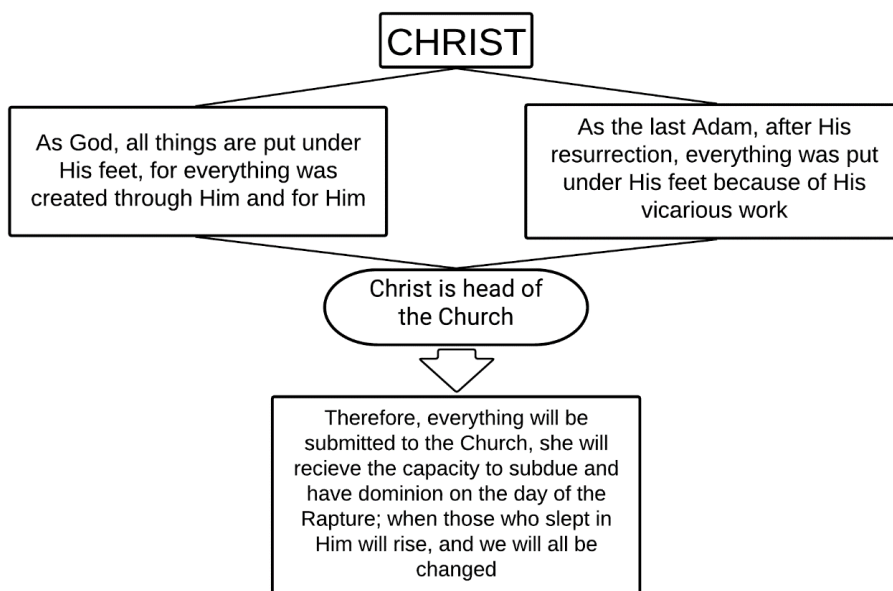 CHRIST
As God, all things are put under
His feet, for everything was
created through Him and for Him
As the last Adam, after His
resurrection, everything was put
under His feet because of His
vicarious work
Christ is head of
the Church
Therefore, everything will be
submitted to the Church, she will
recieve the capacity to subdue and
have dominion on the day of the
Rapture; when those who slept in
Him will rise, and we will all be
changed